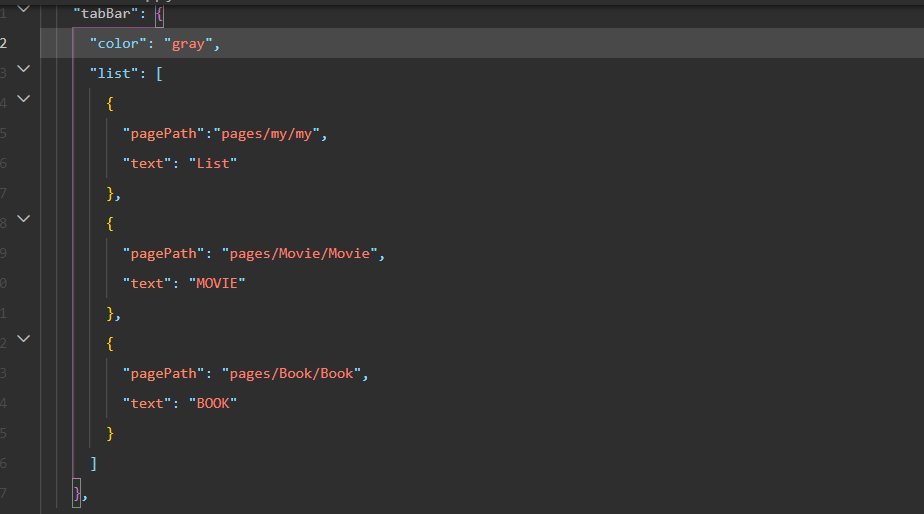 1 "tabBar": {
2 "color": "gray",
3 "list": [
4 {
5 "pagePath":"pages/my/my",
6 "text": "List"
7 },
8 {
9 "pagePath": "pages/Movie/Movie",
0 "text": "MOVIE"
1 },
2 {
3 "pagePath": "pages/Book/Book",
4 "text": "BOOK"
5 }
6 ]
7 },